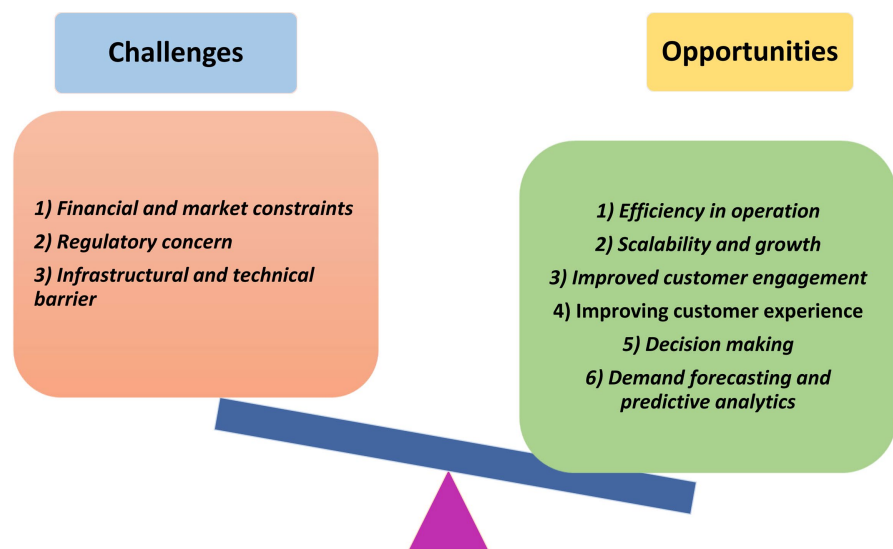 Challenges
1) Financial and market constraints
2) Regulatory concern
3) Infrastructural and technical
barrier
Opportunities
1) Efficiency in operation
2) Scalability and growth
3) Improved customer engagement
4) Improving customer experience
5) Decision making
6) Demand forecasting and
predictive analytics